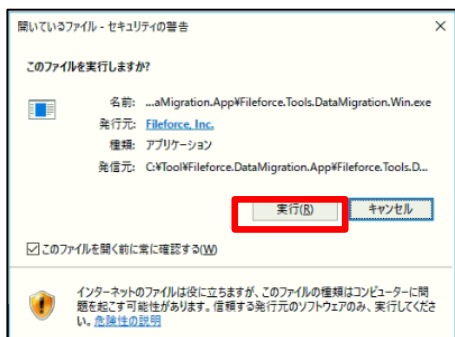 開いているファイル - セキュリティの警告
このファイルを実行しますか?
名前: ...aMigration.App¥Fileforce.Tools.DataMigration.Win.exe
発行元: Fileforce, Inc.
種類: アプリケーション
発信元: C:¥Tool¥Fileforce.DataMigration.App¥Fileforce.Tools.D...
実行(R) キャンセル
このファイルを開く前に常に確認する(W)
インターネットのファイルは役に立ちますが、このファイルの種類はコンピューターに問
題を起こす可能性があります。信頼する発行元のソフトウェアのみ、実行してくださ
い。危険性の説明